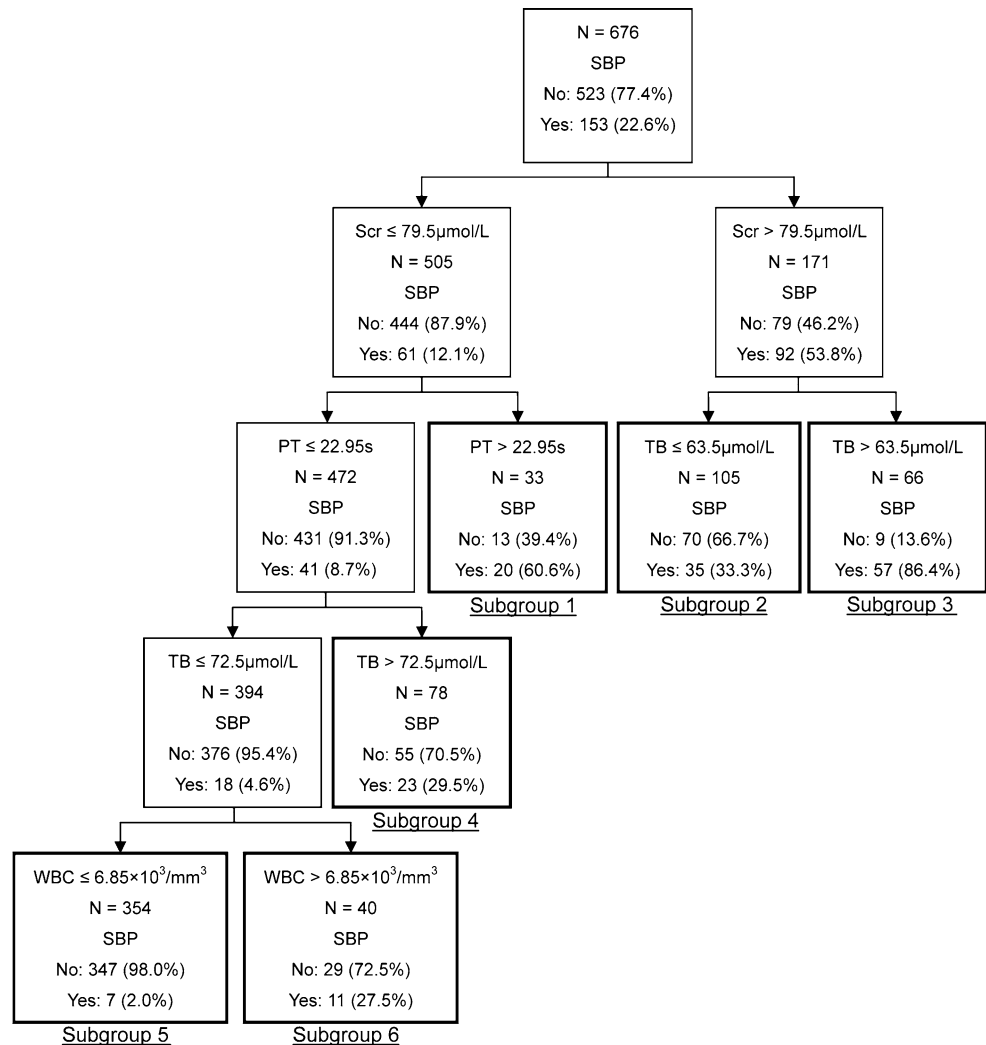 N = 676
SBP
No: 523 (77.4%)
Yes: 153 (22.6%)
Scr ≤ 79.5μmol/L
N = 505
SBP
No: 444 (87.9%)
Yes: 61 (12.1%)
Scr > 79.5μmol/L
N = 171
SBP
No: 79 (46.2%)
Yes: 92 (53.8%)
PT ≤ 22.95s
N = 472
SBP
No: 431 (91.3%)
Yes: 41 (8.7%)
PT > 22.95s
N = 33
SBP
No: 13 (39.4%)
Yes: 20 (60.6%)
Subgroup 1
TB ≤ 63.5μmol/L
N = 105
SBP
No: 70 (66.7%)
Yes: 35 (33.3%)
Subgroup 2
TB > 63.5μmol/L
N = 66
SBP
No: 9 (13.6%)
Yes: 57 (86.4%)
Subgroup 3
TB ≤ 72.5μmol/L
N = 394
SBP
No: 376 (95.4%)
Yes: 18 (4.6%)
TB > 72.5μmol/L
N = 78
SBP
No: 55 (70.5%)
Yes: 23 (29.5%)
Subgroup 4
WBC ≤ 6.85×10³/mm³
N = 354
SBP
No: 347 (98.0%)
Yes: 7 (2.0%)
Subgroup 5
WBC > 6.85×10³/mm³
N = 40
SBP
No: 29 (72.5%)
Yes: 11 (27.5%)
Subgroup 6